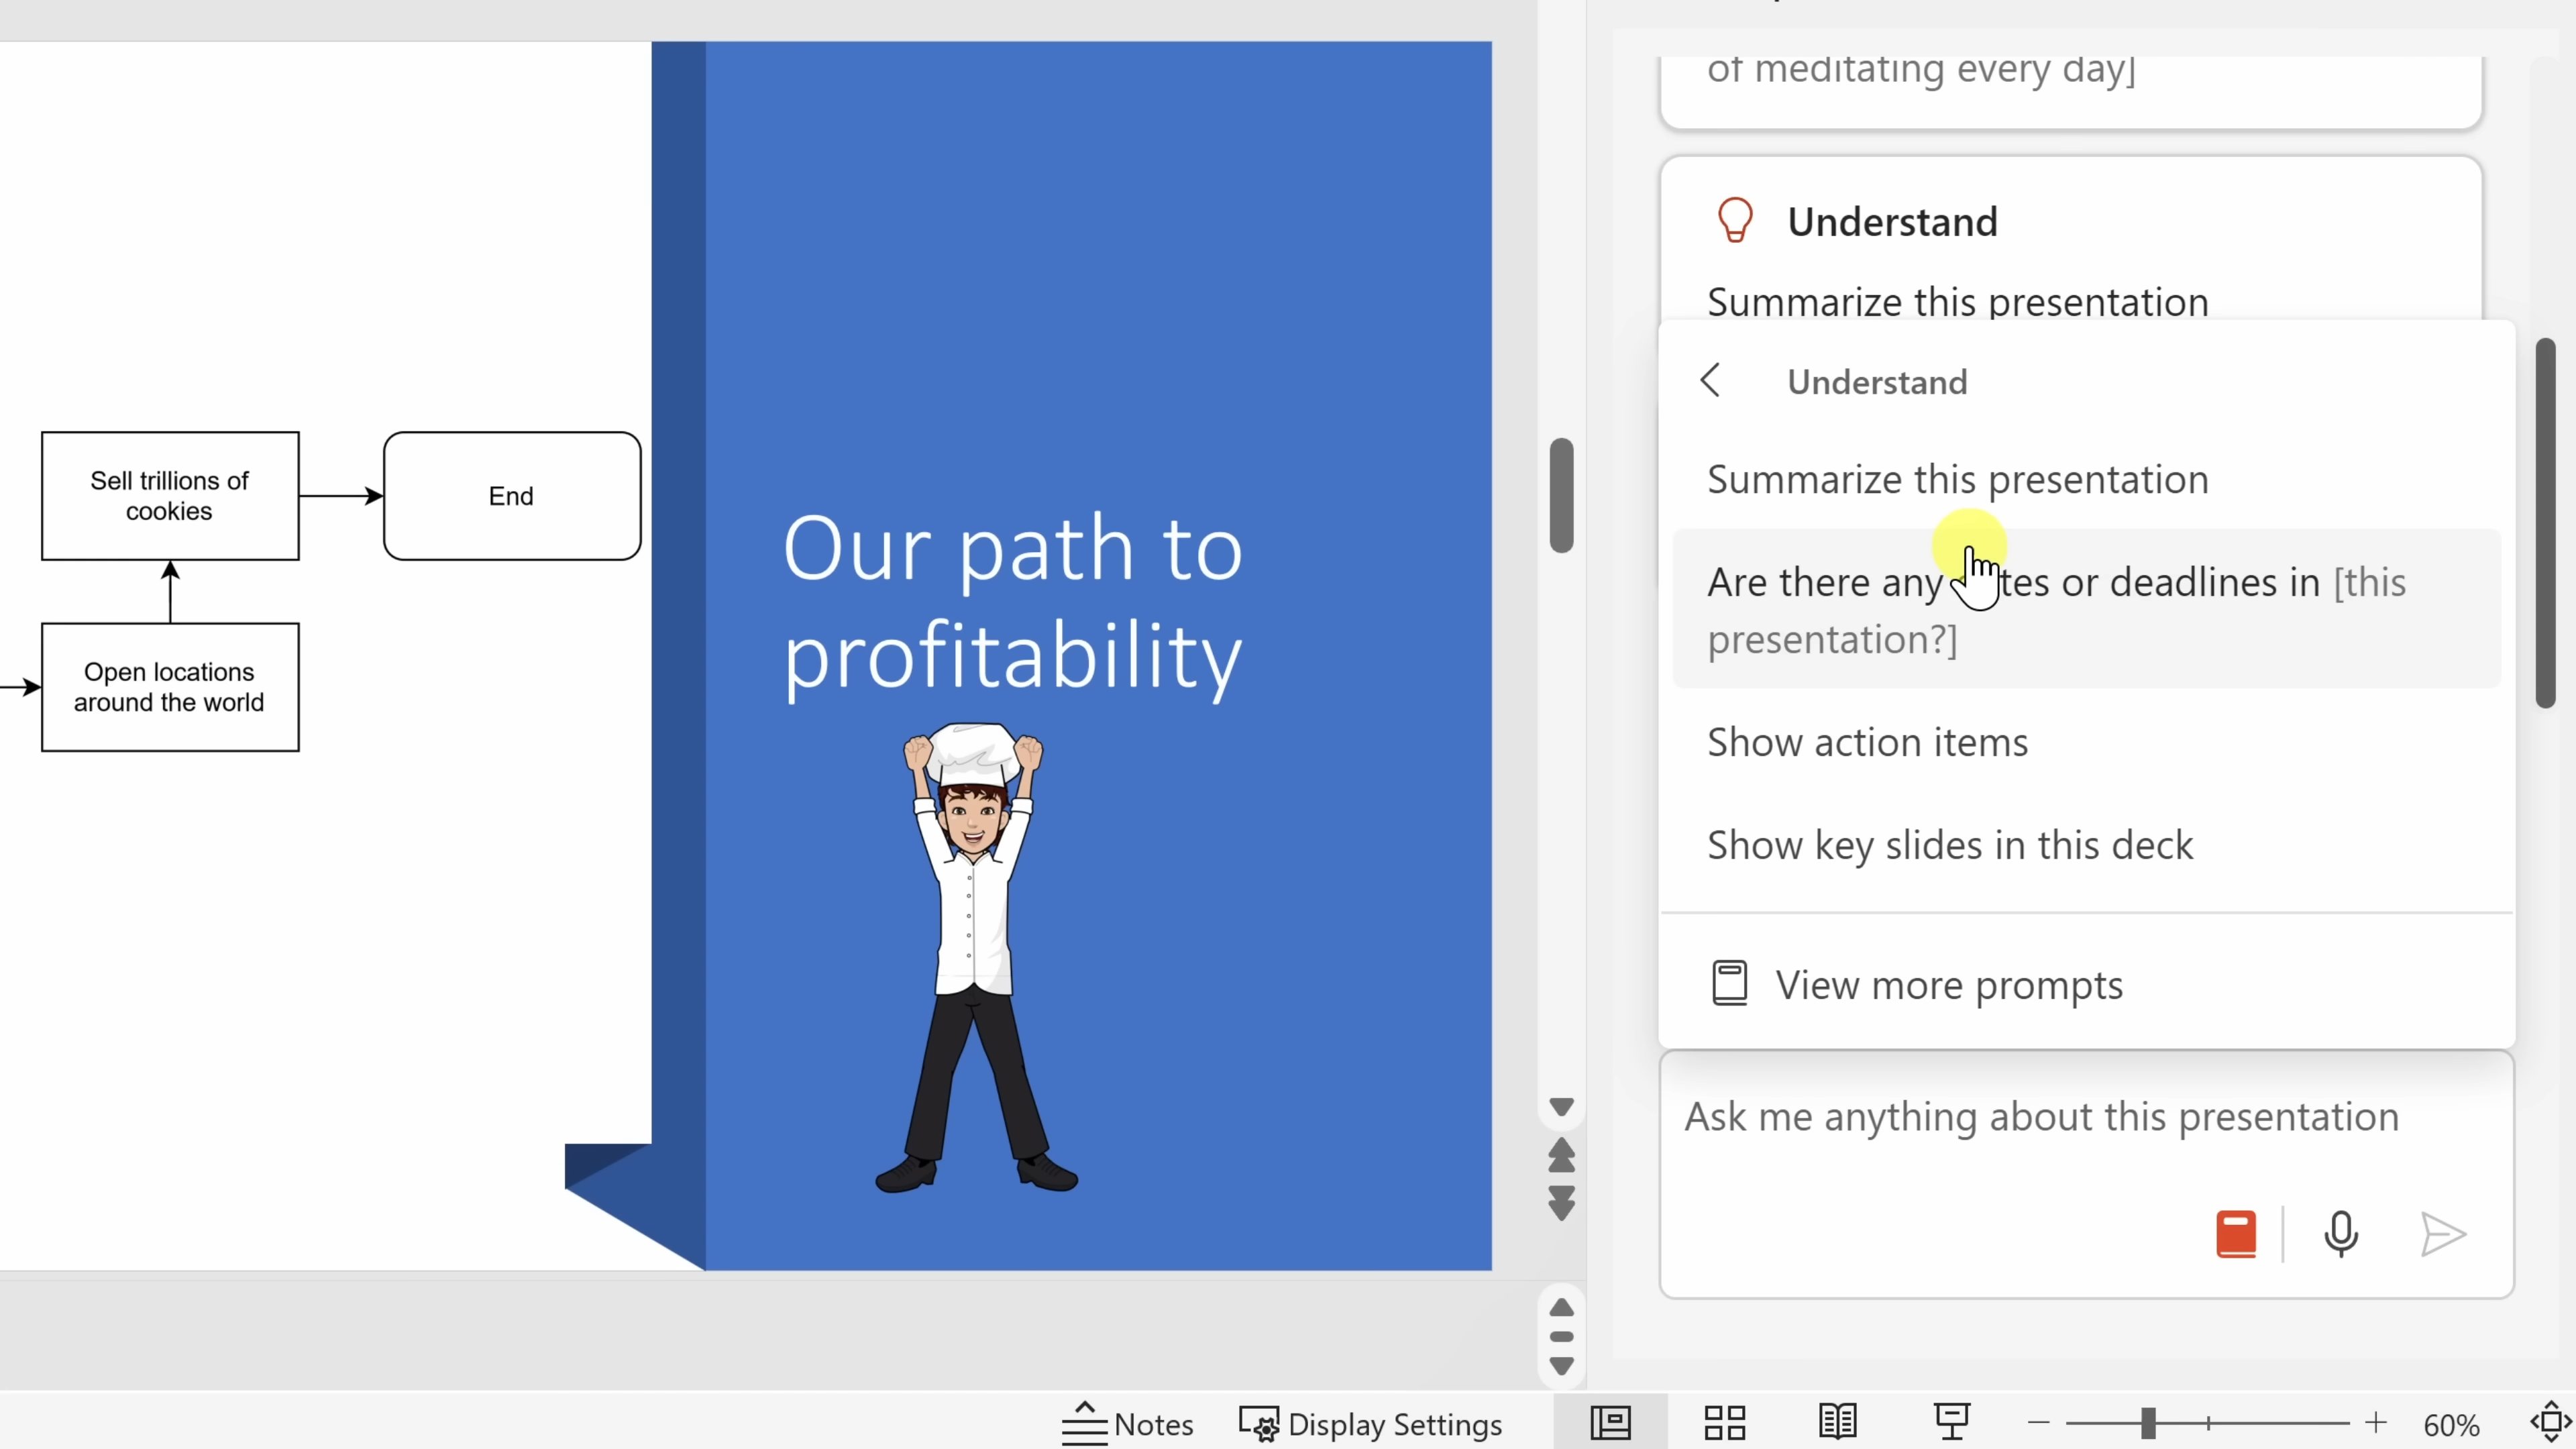 Sell trillions of
cookies
End
Open locations
around the world
Our path to
profitability
of meditating every day]
Understand
Summarize this presentation
Understand
Summarize this presentation
Are there any tes or deadlines in [this
presentation?]
Show action items
Show key slides in this deck
View more prompts
Ask me anything about this presentation
Notes
Display Settings
60%